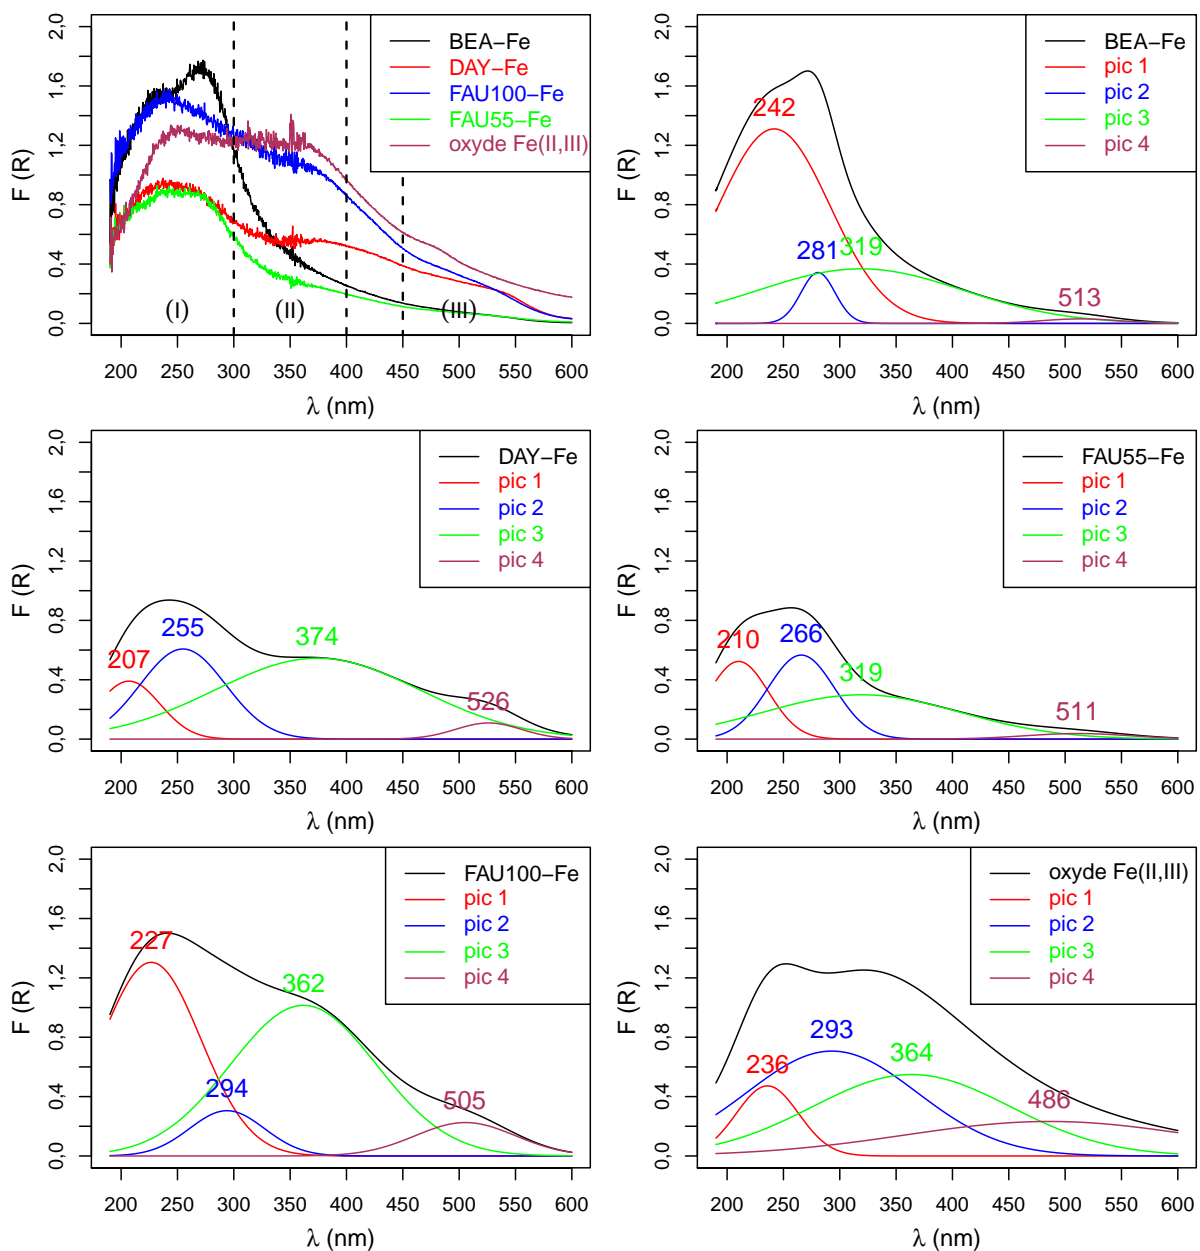 BEA−Fe
DAY−Fe
FAU100−Fe
FAU55−Fe
oxyde Fe(II,III)
F (R)
2,0
1,6
1,2
0,8
0,4
0,0
(I)
(II)
(III)
200 250 300 350 400 450 500 550 600
λ (nm)
BEA−Fe
pic 1
pic 2
pic 3
pic 4
F (R)
2,0
1,6
1,2
0,8
0,4
0,0
242
281
319
513
200 250 300 350 400 450 500 550 600
λ (nm)
DAY−Fe
pic 1
pic 2
pic 3
pic 4
F (R)
2,0
1,6
1,2
0,8
0,4
0,0
207
255
374
526
200 250 300 350 400 450 500 550 600
λ (nm)
FAU55−Fe
pic 1
pic 2
pic 3
pic 4
F (R)
2,0
1,6
1,2
0,8
0,4
0,0
210
266
319
511
200 250 300 350 400 450 500 550 600
λ (nm)
FAU100−Fe
pic 1
pic 2
pic 3
pic 4
F (R)
2,0
1,6
1,2
0,8
0,4
0,0
227
294
362
505
200 250 300 350 400 450 500 550 600
λ (nm)
oxyde Fe(II,III)
pic 1
pic 2
pic 3
pic 4
F (R)
2,0
1,6
1,2
0,8
0,4
0,0
236
293
364
486
200 250 300 350 400 450 500 550 600
λ (nm)